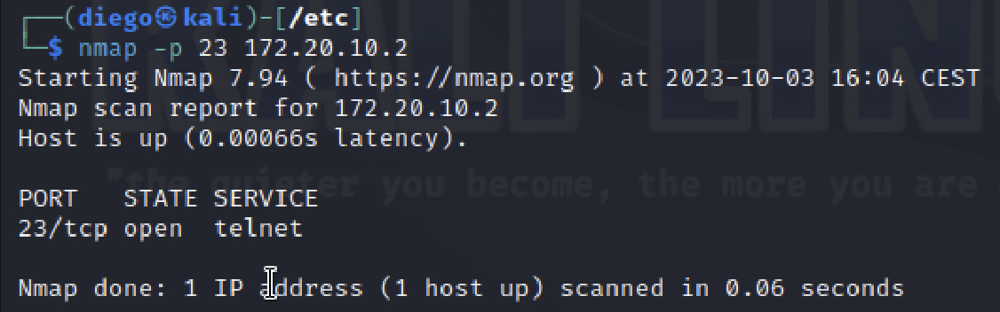 ┌──(diego㉿kali)-[/etc]
└─$ nmap -p 23 172.20.10.2
Starting Nmap 7.94 ( https://nmap.org ) at 2023-10-03 16:04 CEST
Nmap scan report for 172.20.10.2
Host is up (0.00066s latency).
"the quieter you become, the more you are
PORT   STATE SERVICE
23/tcp open  telnet
Nmap done: 1 IP address (1 host up) scanned in 0.06 seconds